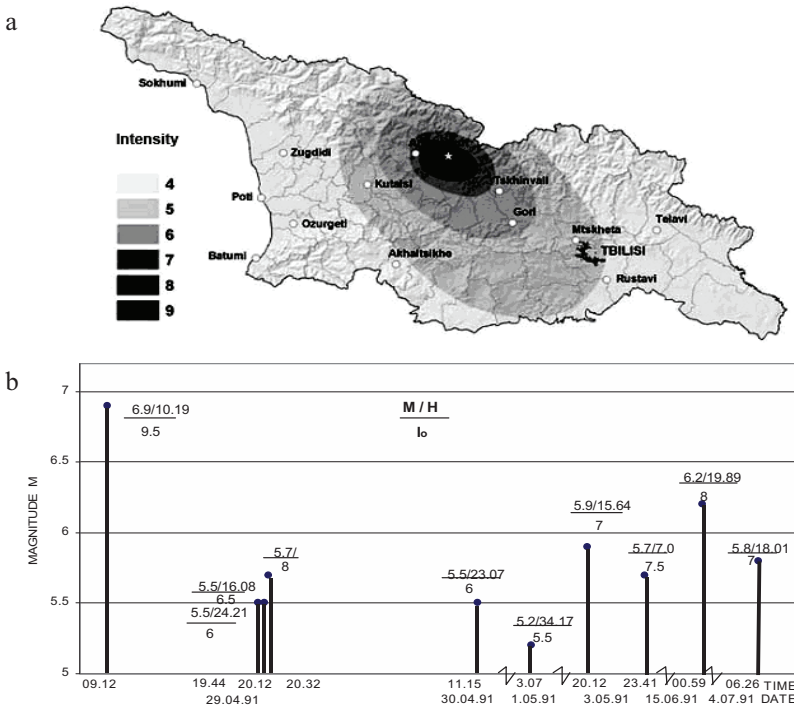 a
Sokhumi
Intensity
4
5
6
7
8
9
Zugdidi
Kutaisi
Tskhinvali
Poti
Gori
Ozurgeti
Mtskheta
Telavi
Batumi
Akhaltsikhe
TBILISI
Rustavi
b
MAGNITUDE M
7
6.5
6
5.5
5
M / H
I₀
6.9/10.19
9.5
5.5/24.21
6
5.5/16.08
6.5
5.7/
8
5.5/23.07
6
5.2/34.17
5.5
5.9/15.64
7
5.7/7.0
7.5
6.2/19.89
8
5.8/18.01
7
09.12 19.44 20.12 20.32 11.15 3.07 20.12 23.41 00.59 06.26 TIME
29.04.91 30.04.91 1.05.91 3.05.91 15.06.91 4.07.91 DATE